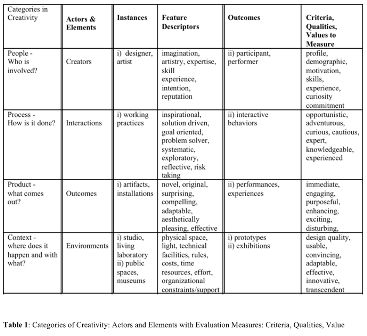 Categories in Creativity
Actors & Elements
Instances
Feature Descriptors
Outcomes
Criteria, Qualities, Values to Measure
People - Who is involved?
Creators
i) designer, artist
imagination, artistry, expertise, skill experience, intention, reputation
ii) participant, performer
profile, demographic, motivation, skills, experience, curiosity commitment
Process - How is it done?
Interactions
i) working practices
inspirational, solution driven, goal oriented, problem solver, systematic, exploratory, reflective, risk taking
ii) interactive behaviors
opportunistic, adventurous, curious, cautious, expert, knowledgeable, experienced
Product - what comes out?
Outcomes
i) artifacts, installations
novel, original, surprising, compelling, adaptable, aesthetically pleasing, effective
ii) performances, experiences
immediate, engaging, purposeful, enhancing, exciting, disturbing,
Context - where does it happen and with what?
Environments
i) studio, living laboratory
ii) public spaces, museums
physical space, light, technical facilities, rules, costs, time resources, effort, organizational constraints/support
i) prototypes
ii) exhibitions
design quality, usable, convincing, adaptable, effective, innovative, transcendent
Table 1: Categories of Creativity: Actors and Elements with Evaluation Measures: Criteria, Qualities, Value